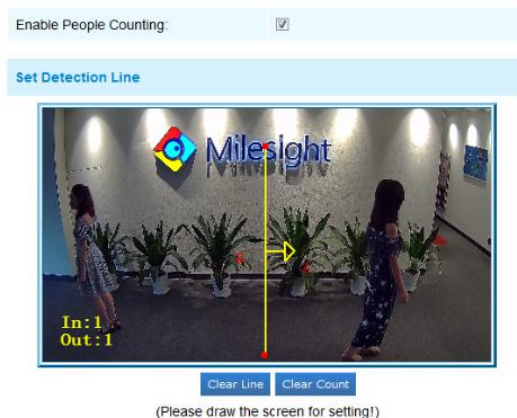 Enable People Counting:
Set Detection Line
Milesight
In:1
Out:1
Clear Line Clear Count
(Please draw the screen for setting!)